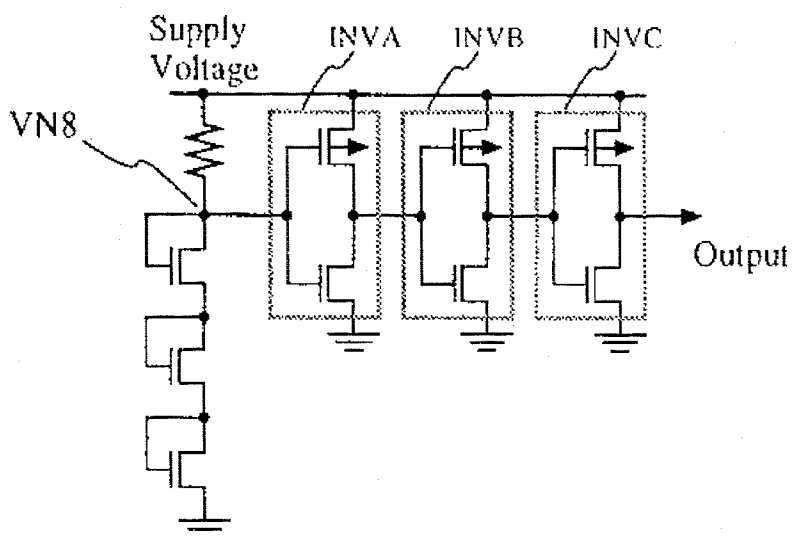 Supply
Voltage
INVA
INVB
INVC
VN8
Output